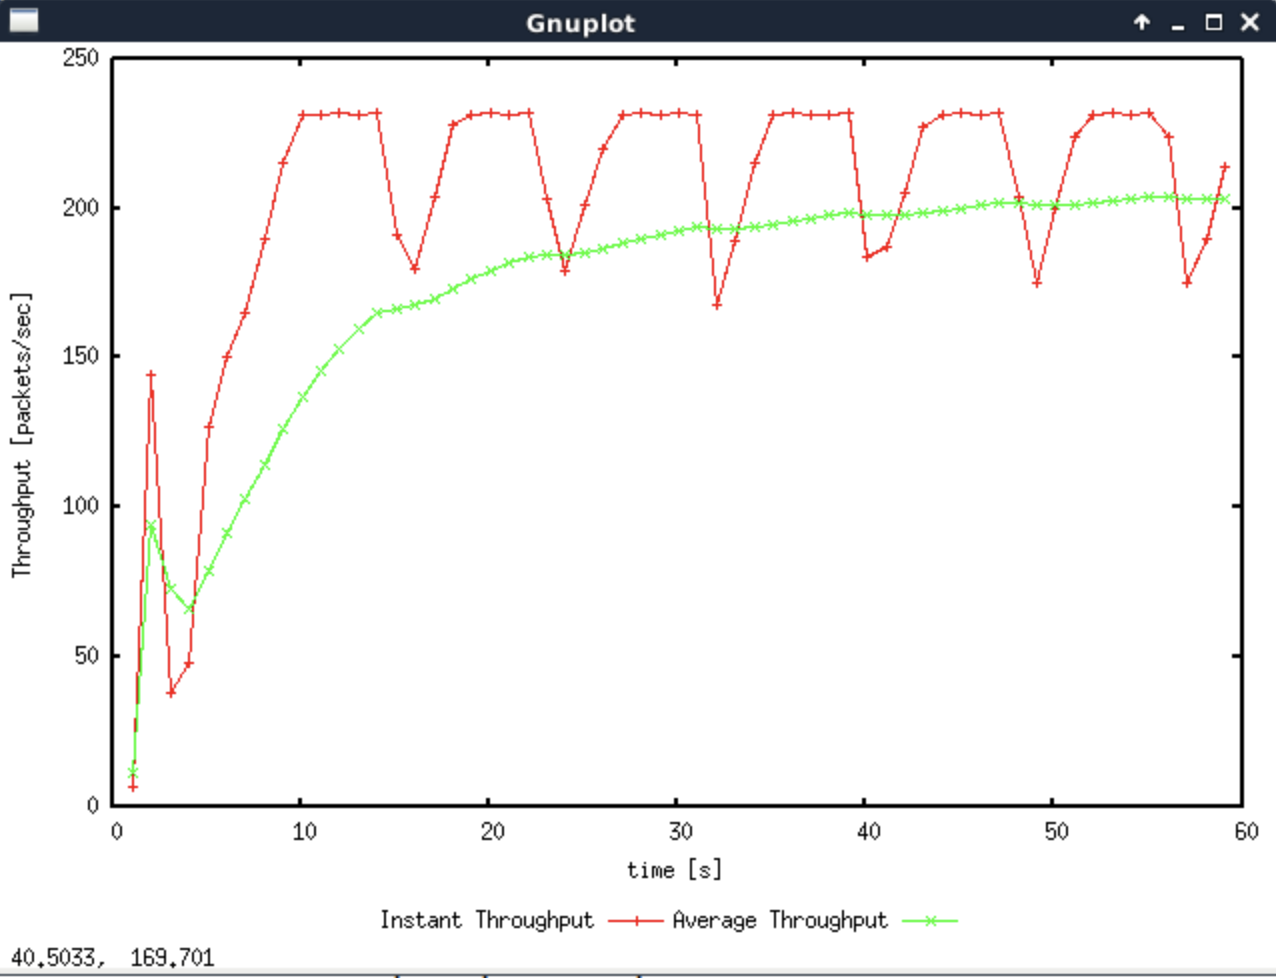 Gnuplot
250
200
150
100
50
0
Throughput [packets/sec]
0 10 20 30 40 50 60
time [s]
Instant Throughput Average Throughput
40.5033, 169.701